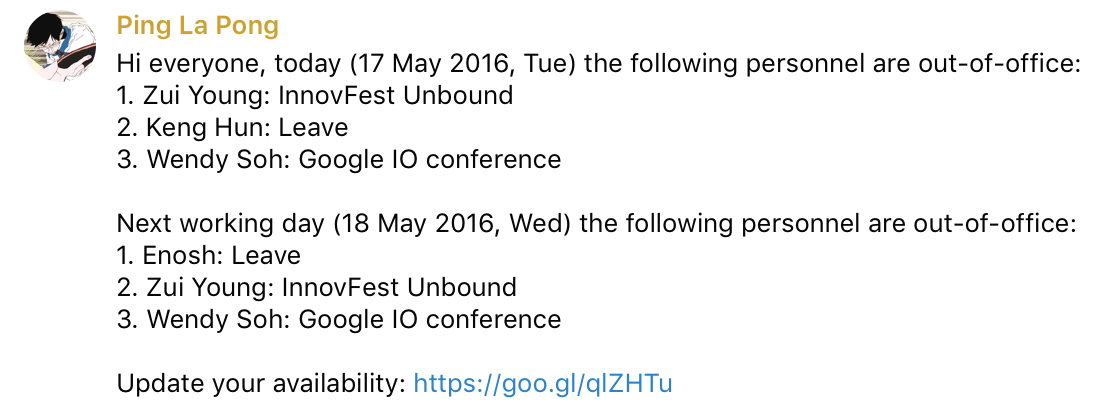 Ping La Pong
Hi everyone, today (17 May 2016, Tue) the following personnel are out-of-office:
1. Zui Young: InnovFest Unbound
2. Keng Hun: Leave
3. Wendy Soh: Google IO conference
Next working day (18 May 2016, Wed) the following personnel are out-of-office:
1. Enosh: Leave
2. Zui Young: InnovFest Unbound
3. Wendy Soh: Google IO conference
Update your availability: https://goo.gl/qlZHTu